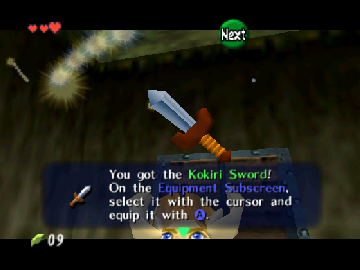 Next
You got the Kokiri Sword!
On the Equipment Subscreen,
select it with the cursor and
equip it with A.
09